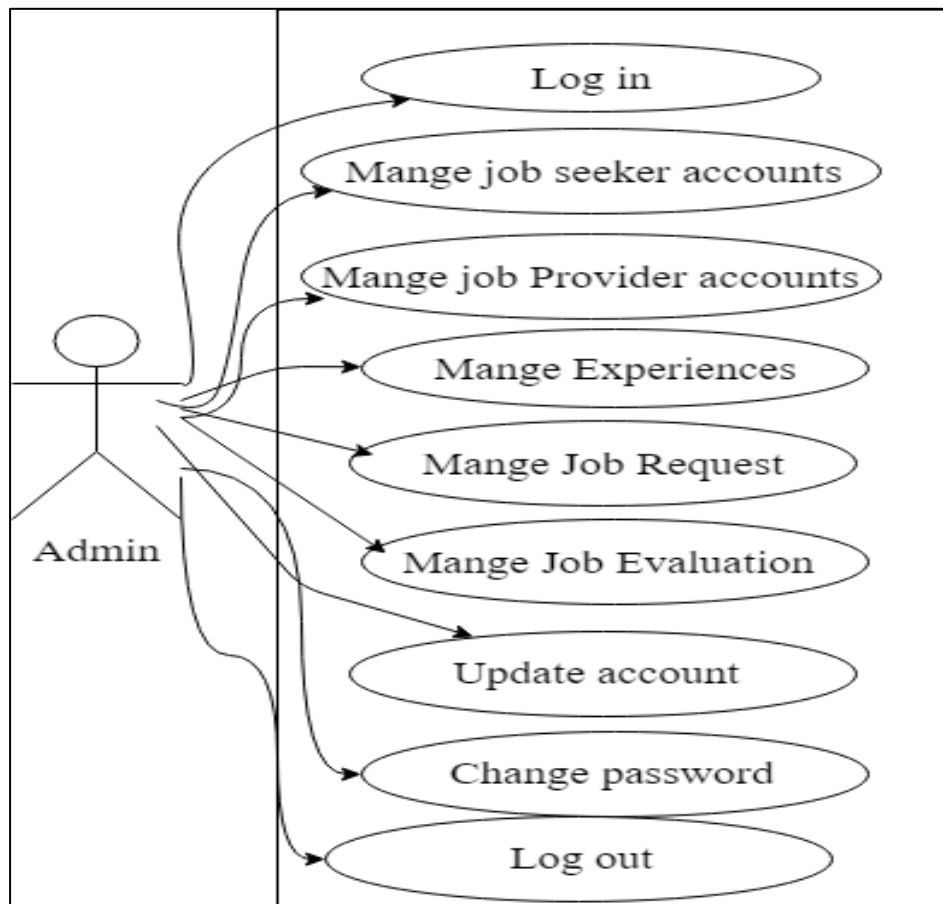 Log in
Mange job seeker accounts
Mange job Provider accounts
Mange Experiences
Mange Job Request
Admin
Mange Job Evaluation
Update account
Change password
Log out